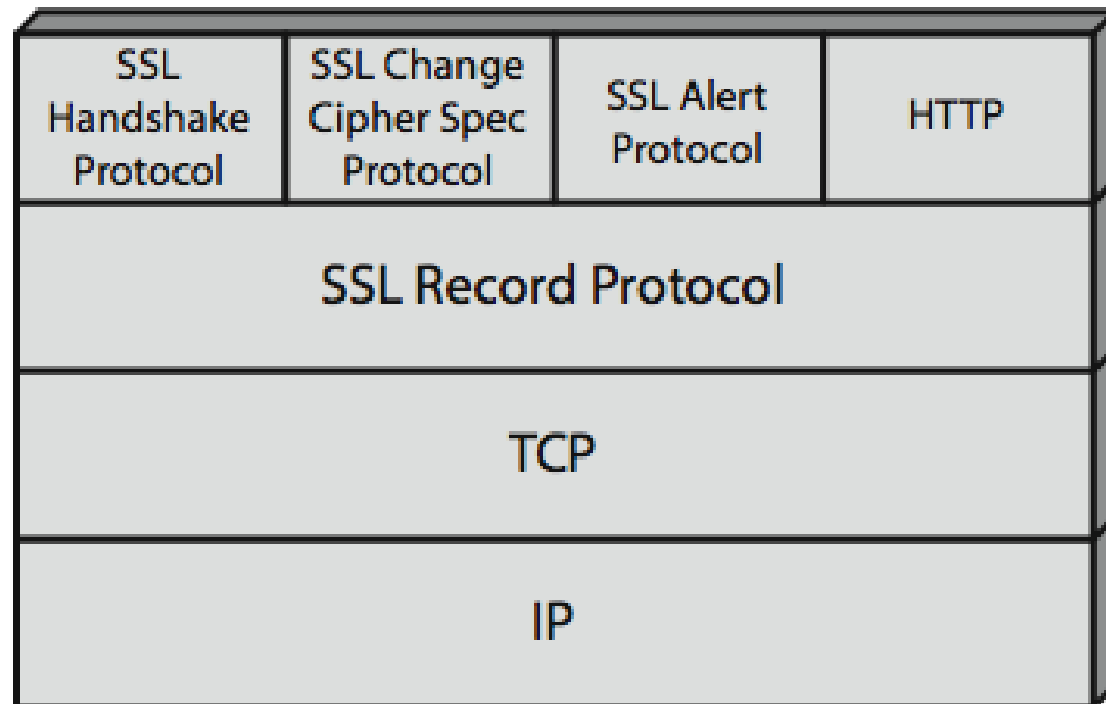 SSL
Handshake
Protocol
SSL Change
Cipher Spec
Protocol
SSL Alert
Protocol
HTTP
SSL Record Protocol
TCP
IP